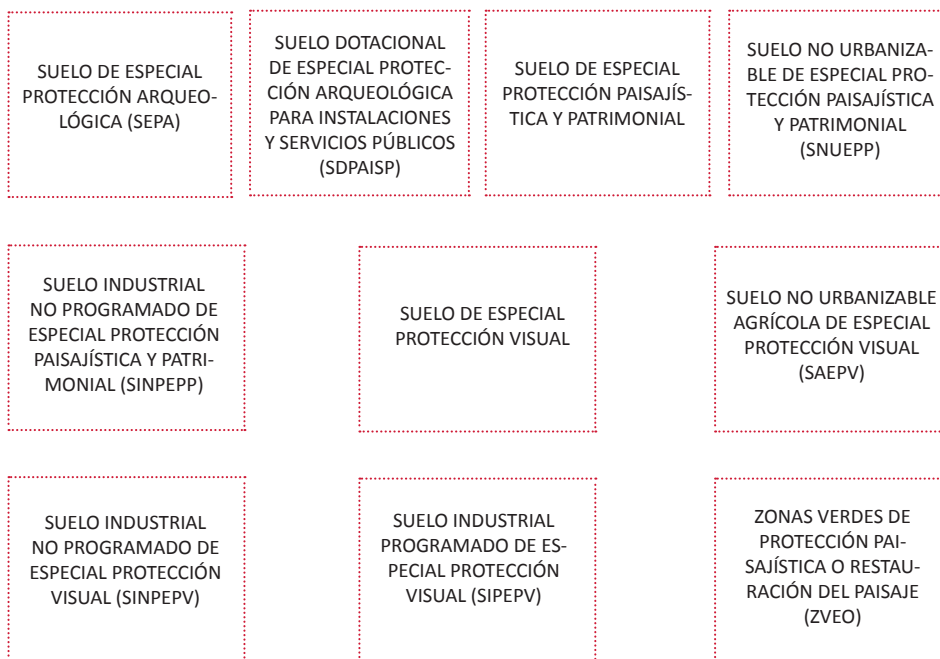 SUELO DE ESPECIAL
PROTECCIÓN ARQUEO-
LÓGICA (SEPA)
SUELO DOTACIONAL
DE ESPECIAL PROTEC-
CIÓN ARQUEOLÓGICA
PARA INSTALACIONES
Y SERVICIOS PÚBLICOS
(SDPAISP)
SUELO DE ESPECIAL
PROTECCIÓN PAISAJÍS-
TICA Y PATRIMONIAL
SUELO NO URBANIZA-
BLE DE ESPECIAL PRO-
TECCIÓN PAISAJÍSTICA
Y PATRIMONIAL
(SNUEPP)
SUELO INDUSTRIAL
NO PROGRAMADO DE
ESPECIAL PROTECCIÓN
PAISAJÍSTICA Y PATRI-
MONIAL (SINPEPP)
SUELO DE ESPECIAL
PROTECCIÓN VISUAL
SUELO NO URBANIZABLE
AGRÍCOLA DE ESPECIAL
PROTECCIÓN VISUAL
(SAEPV)
SUELO INDUSTRIAL
NO PROGRAMADO DE
ESPECIAL PROTECCIÓN
VISUAL (SINPEPV)
SUELO INDUSTRIAL
PROGRAMADO DE ES-
PECIAL PROTECCIÓN
VISUAL (SIPEPV)
ZONAS VERDES DE
PROTECCIÓN PAI-
SAJÍSTICA O RESTAU-
RACIÓN DEL PAISAJE
(ZVEO)